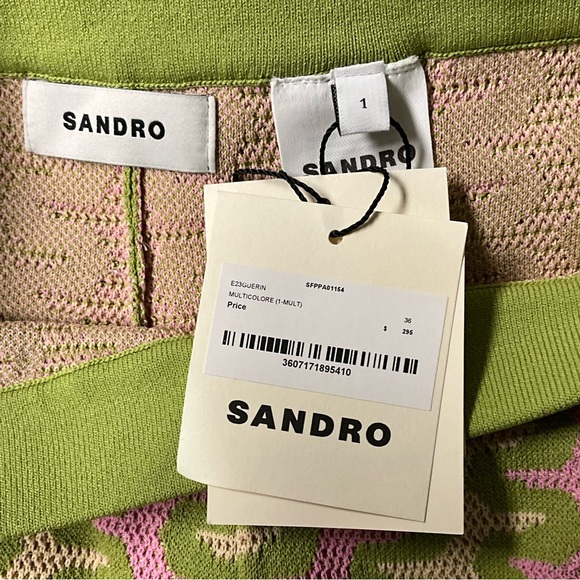 SANDRO
1
SANDRO
E23GUERIN SFPPA01154
MULTICOLORE (1-MULT)
Price 36
$ 295
3607171895410
SANDRO